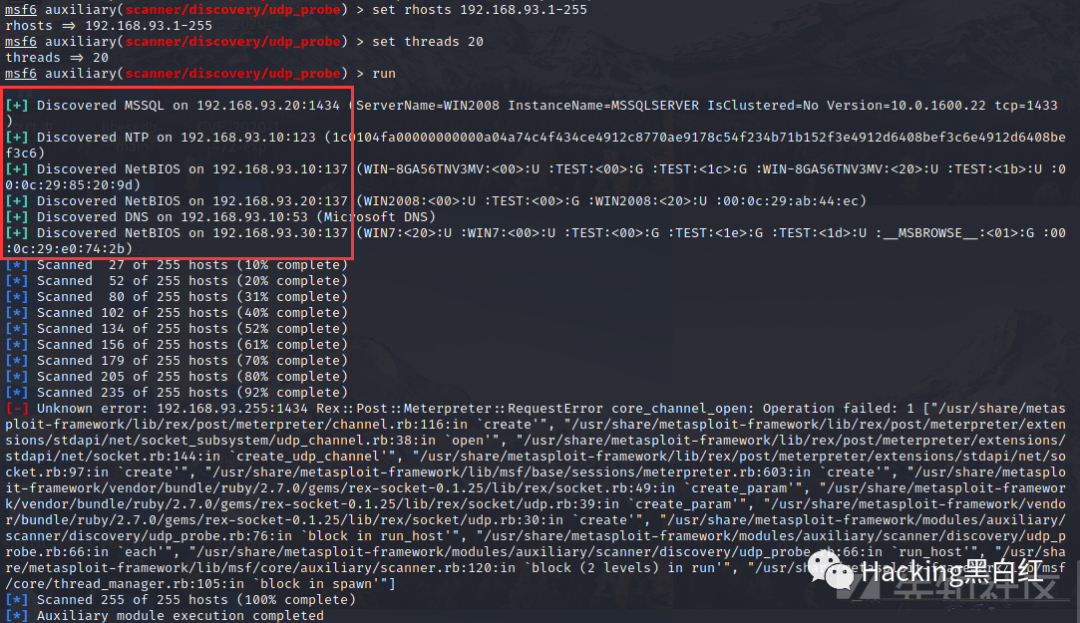 msf6 auxiliary(scanner/discovery/udp_probe) > set rhosts 192.168.93.1-255
rhosts ⇒ 192.168.93.1-255
msf6 auxiliary(scanner/discovery/udp_probe) > set threads 20
threads ⇒ 20
msf6 auxiliary(scanner/discovery/udp_probe) > run
[+] Discovered MSSQL on 192.168.93.20:1434 (ServerName=WIN2008 InstanceName=MSSQLSERVER IsClustered=No Version=10.0.1600.22 tcp=1433
)
[+] Discovered NTP on 192.168.93.10:123 (1c0104fa00000000000a04a74c4f434ce4912c8770ae9178c54f234b71b152f3e4912d6408bef3c6e4912d6408be
f3c6)
[+] Discovered NetBIOS on 192.168.93.10:137 (WIN-8GA56TNV3MV:<00>:U :TEST:<00>:G :TEST:<1c>:G :WIN-8GA56TNV3MV:<20>:U :TEST:<1b>:U :0
0:0c:29:85:20:9d)
[+] Discovered NetBIOS on 192.168.93.20:137 (WIN2008:<00>:U :TEST:<00>:G :WIN2008:<20>:U :00:0c:29:ab:44:ec)
[+] Discovered DNS on 192.168.93.10:53 (Microsoft DNS)
[+] Discovered NetBIOS on 192.168.93.30:137 (WIN7:<20>:U :WIN7:<00>:U :TEST:<00>:G :TEST:<1e>:G :TEST:<1d>:U :__MSBROWSE__:<01>:G :00
:0c:29:e0:74:2b)
[*] Scanned  27 of 255 hosts (10% complete)
[*] Scanned  52 of 255 hosts (20% complete)
[*] Scanned  80 of 255 hosts (31% complete)
[*] Scanned 102 of 255 hosts (40% complete)
[*] Scanned 134 of 255 hosts (52% complete)
[*] Scanned 156 of 255 hosts (61% complete)
[*] Scanned 179 of 255 hosts (70% complete)
[*] Scanned 205 of 255 hosts (80% complete)
[*] Scanned 235 of 255 hosts (92% complete)
[-] Unknown error: 192.168.93.255:1434 Rex::Post::Meterpreter::RequestError core_channel_open: Operation failed: 1 ["/usr/share/metas
ploit-framework/lib/rex/post/meterpreter/channel.rb:116:in `create'", "/usr/share/metasploit-framework/lib/rex/post/meterpreter/exten
sions/stdapi/net/socket_subsystem/udp_channel.rb:38:in `open'", "/usr/share/metasploit-framework/lib/rex/post/meterpreter/extensions/
stdapi/net/socket.rb:144:in `create_udp_channel'", "/usr/share/metasploit-framework/lib/rex/post/meterpreter/extensions/stdapi/net/so
cket.rb:97:in `create'", "/usr/share/metasploit-framework/lib/msf/base/sessions/meterpreter.rb:603:in `create'", "/usr/share/metasplo
it-framework/vendor/bundle/ruby/2.7.0/gems/rex-socket-0.1.25/lib/rex/socket.rb:49:in `create_param'", "/usr/share/metasploit-framewor
k/vendor/bundle/ruby/2.7.0/gems/rex-socket-0.1.25/lib/rex/socket/udp.rb:39:in `create_param'", "/usr/share/metasploit-framework/vendo
r/bundle/ruby/2.7.0/gems/rex-socket-0.1.25/lib/rex/socket/udp.rb:30:in `create'", "/usr/share/metasploit-framework/modules/auxiliary/
scanner/discovery/udp_probe.rb:76:in `block in run_host'", "/usr/share/metasploit-framework/modules/auxiliary/scanner/discovery/udp_p
robe.rb:66:in `each'", "/usr/share/metasploit-framework/modules/auxiliary/scanner/discovery/udp_probe.rb:66:in `run_host'", "/usr/sha
re/metasploit-framework/lib/msf/core/auxiliary/scanner.rb:120:in `block (2 levels) in run'", "/usr/share/metasploit-framework/lib/msf
/core/thread_manager.rb:105:in `block in spawn'"]
Hacking黑白红
[*] Scanned 255 of 255 hosts (100% complete)
[*] Auxiliary module execution completed